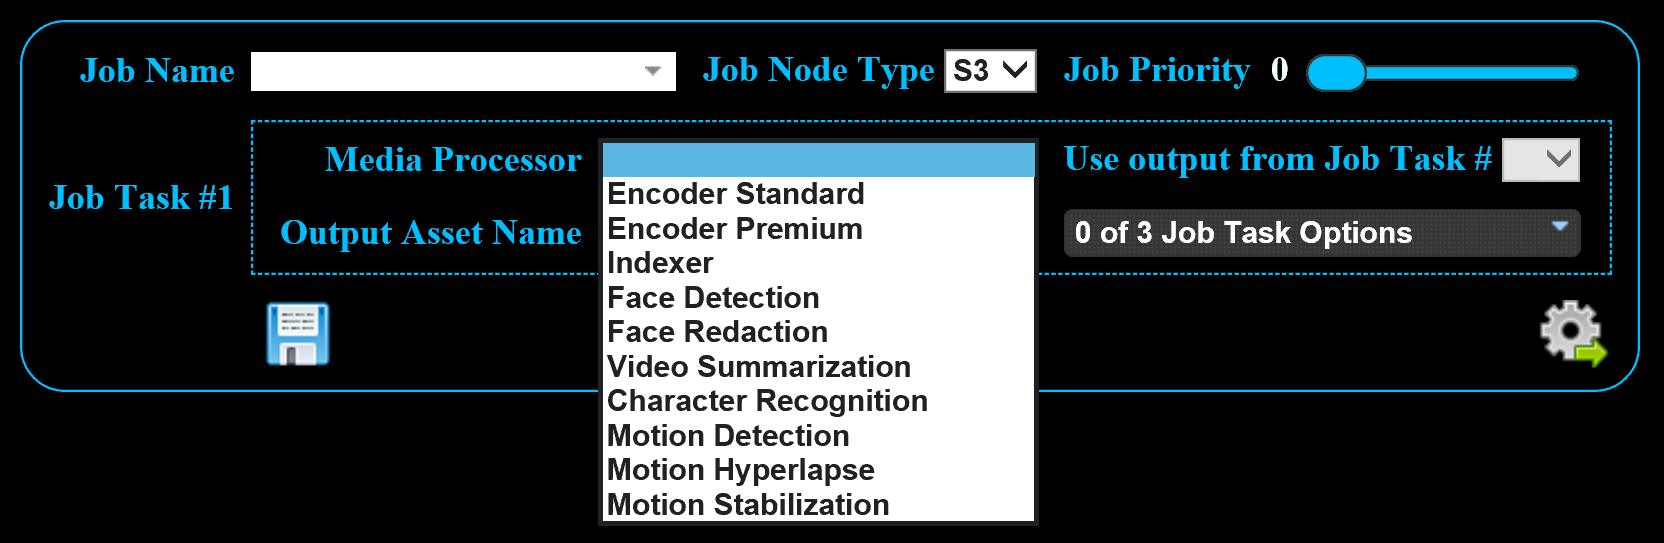 Job Name Job Node Type S3 Job Priority 0
Media Processor Use output from Job Task #
Job Task #1
Output Asset Name 0 of 3 Job Task Options
Encoder Standard
Encoder Premium
Indexer
Face Detection
Face Redaction
Video Summarization
Character Recognition
Motion Detection
Motion Hyperlapse
Motion Stabilization